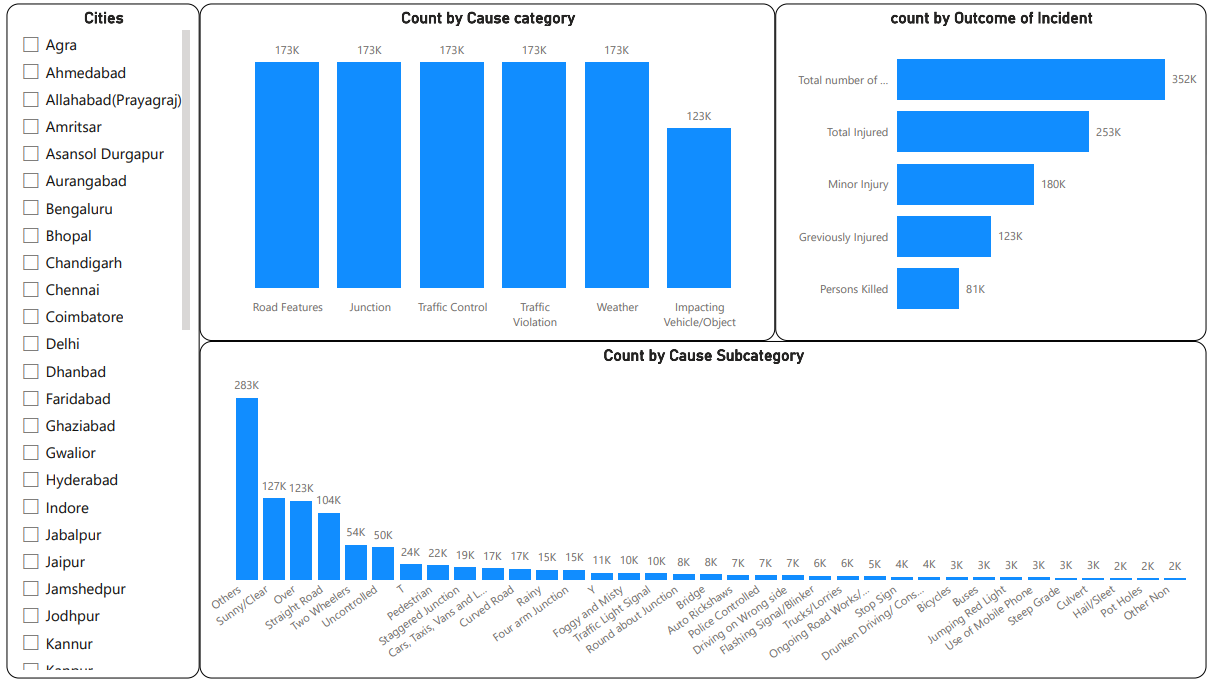 Cities
Agra
Ahmedabad
Allahabad(Prayagraj)
Amritsar
Asansol Durgapur
Aurangabad
Bengaluru
Bhopal
Chandigarh
Chennai
Coimbatore
Delhi
Dhanbad
Faridabad
Ghaziabad
Gwalior
Hyderabad
Indore
Jabalpur
Jaipur
Jamshedpur
Jodhpur
Kannur
Count by Cause category
173K 173K 173K 173K 173K 123K
Road Features Junction Traffic Control Traffic Violation Weather Impacting Vehicle/Object
count by Outcome of Incident
Total number of ... 352K
Total Injured 253K
Minor Injury 180K
Greviously Injured 123K
Persons Killed 81K
Count by Cause Subcategory
283K 127K 123K 104K 54K 50K 24K 22K 19K 17K 17K 15K 15K 11K 10K 10K 8K 8K 7K 7K 7K 6K 6K 5K 4K 4K 3K 3K 3K 3K 3K 3K 2K 2K 2K
Others
Sunny/Clear
Over
Straight Road
Two Wheelers
Uncontrolled
T
Pedestrian
Staggered Junction
Cars, Taxis, Vans and L...
Curved Road
Rainy
Four arm Junction
Y
Foggy and Misty
Traffic Light Signal
Round about Junction
Bridge
Auto Rickshaws
Police Controlled
Driving on Wrong side
Flashing Signal/Blinker
Trucks/Lorries
Ongoing Road Works/...
Stop Sign
Drunken Driving/ Cons...
Bicycles
Buses
Jumping Red Light
Use of Mobile Phone
Steep Grade
Culvert
Hail/Sleet
Pot Holes
Other Non